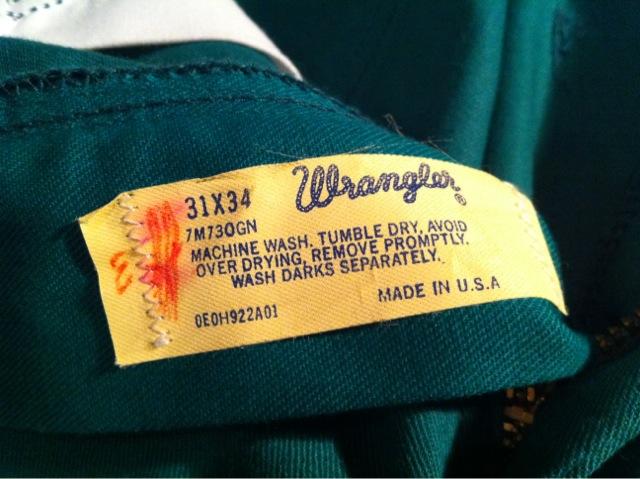 Wrangler®
31X34
7M730GN
MACHINE WASH. TUMBLE DRY, AVOID
OVER DRYING, REMOVE PROMPTLY.
WASH DARKS SEPARATELY.
MADE IN U.S.A
0E0H922A01